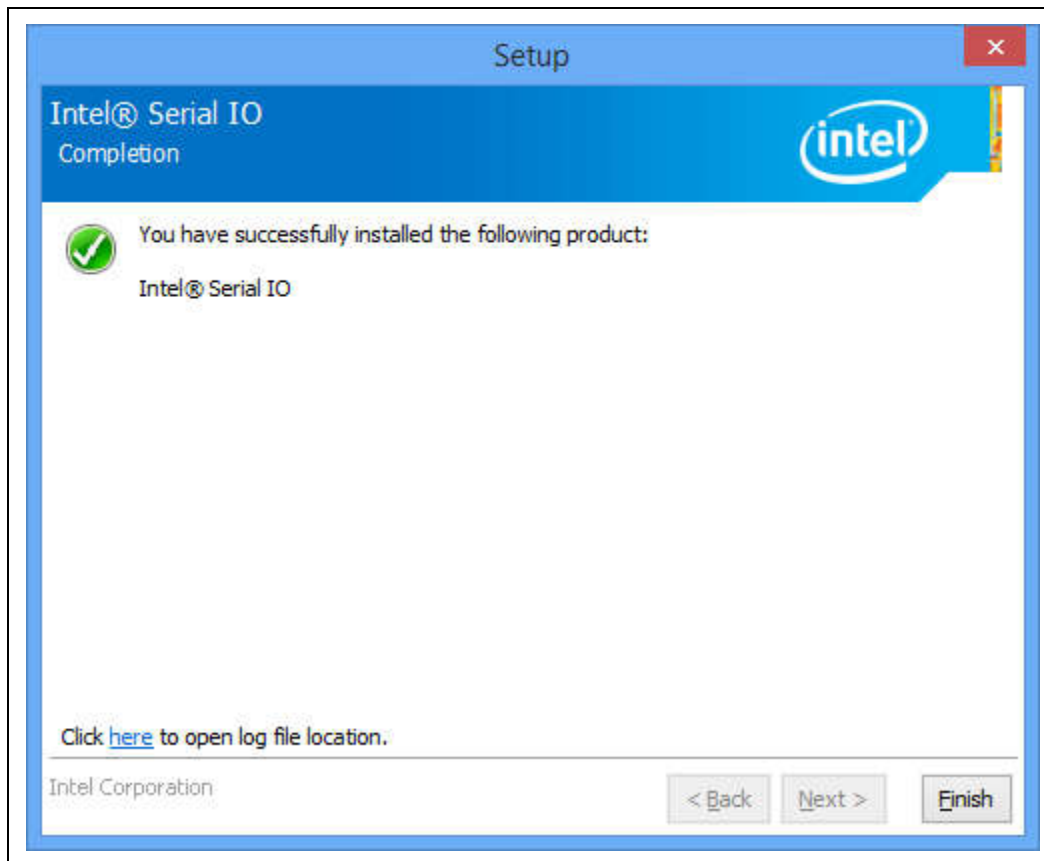 Setup
Intel® Serial IO
Completion
intel
You have successfully installed the following product:
Intel® Serial IO
Click here to open log file location.
Intel Corporation
< Back Next > Finish